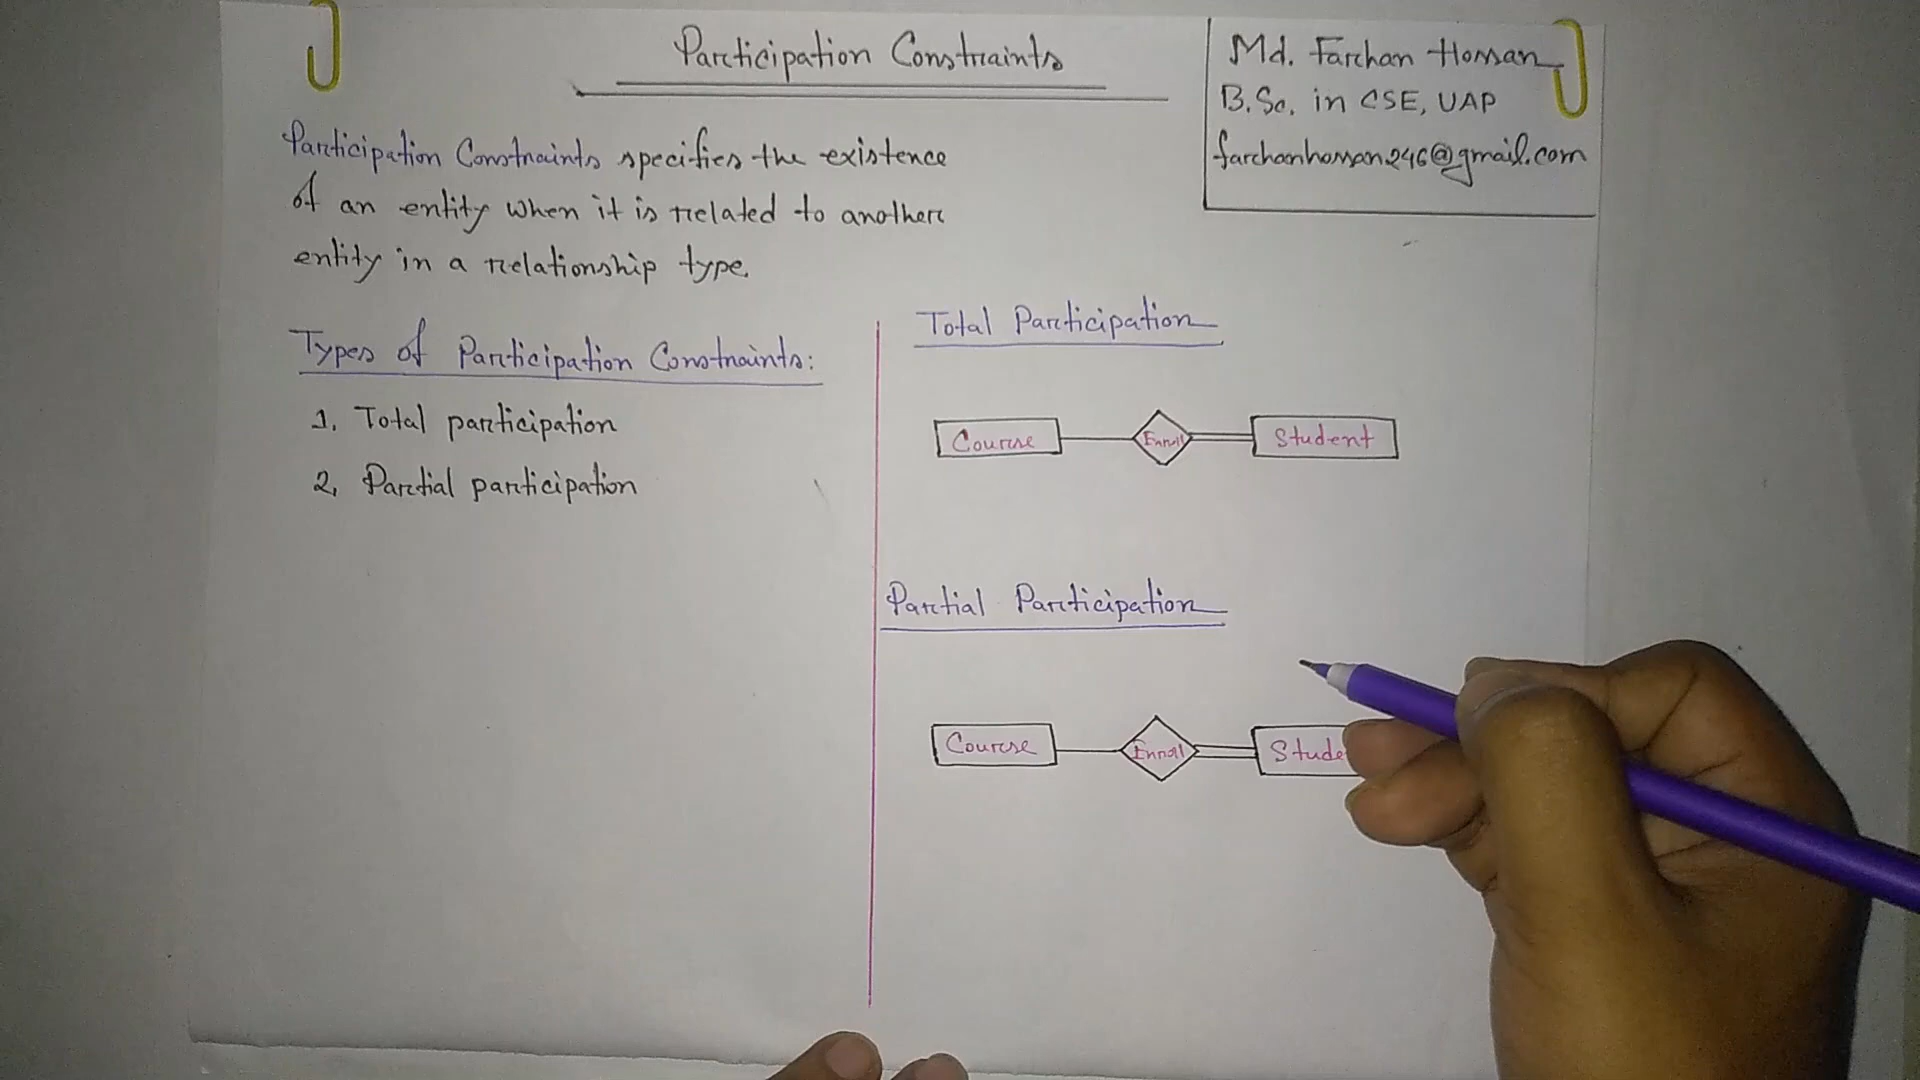 Participation Constraints
Md. Farhan Hossan
B.Sc. in CSE, UAP
farhanhossan246@gmail.com
Participation Constraints specifies the existence
of an entity when it is related to another
entity in a relationship type.
Types of Participation Constraints:
1. Total participation
2. Partial participation
Total Participation
Course Enroll Student
Partial Participation
Course Enroll Stude